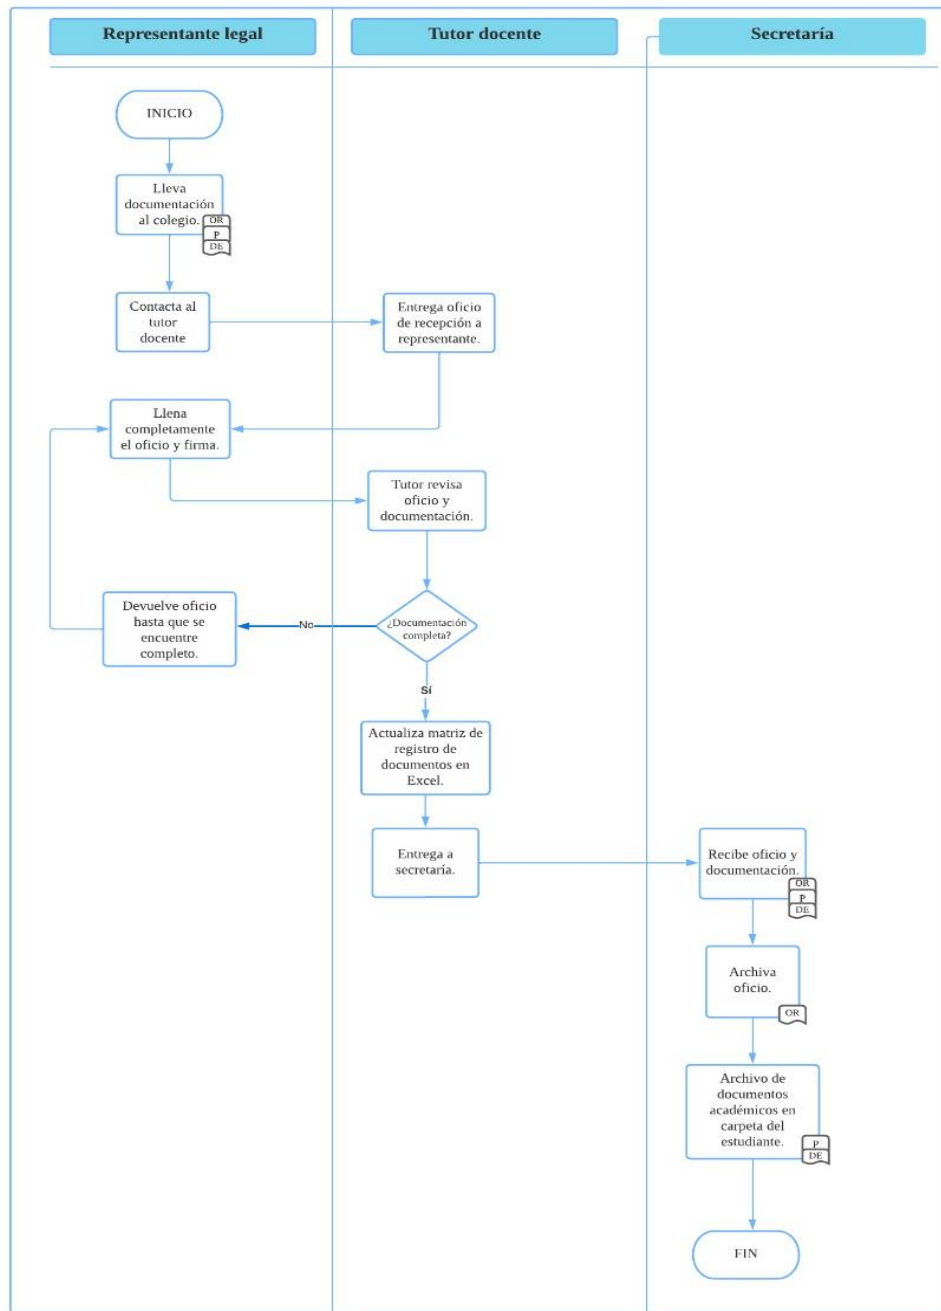 Representante legal
Tutor docente
Secretaría
INICIO
Lleva
documentación
al colegio.
OR
P
DE
Contacta al
tutor
docente
Entrega oficio
de recepción a
representante.
Llena
completamente
el oficio y firma.
Tutor revisa
oficio y
documentación.
Devuelve oficio
hasta que se
encuentre
completo.
No
¿Documentación
completa?
Sí
Actualiza matriz de
registro de
documentos en
Excel.
Entrega a
secretaría.
Recibe oficio y
documentación.
OR
P
DE
Archiva
oficio.
OR
Archivo de
documentos
académicos en
carpeta del
estudiante.
P
DE
FIN